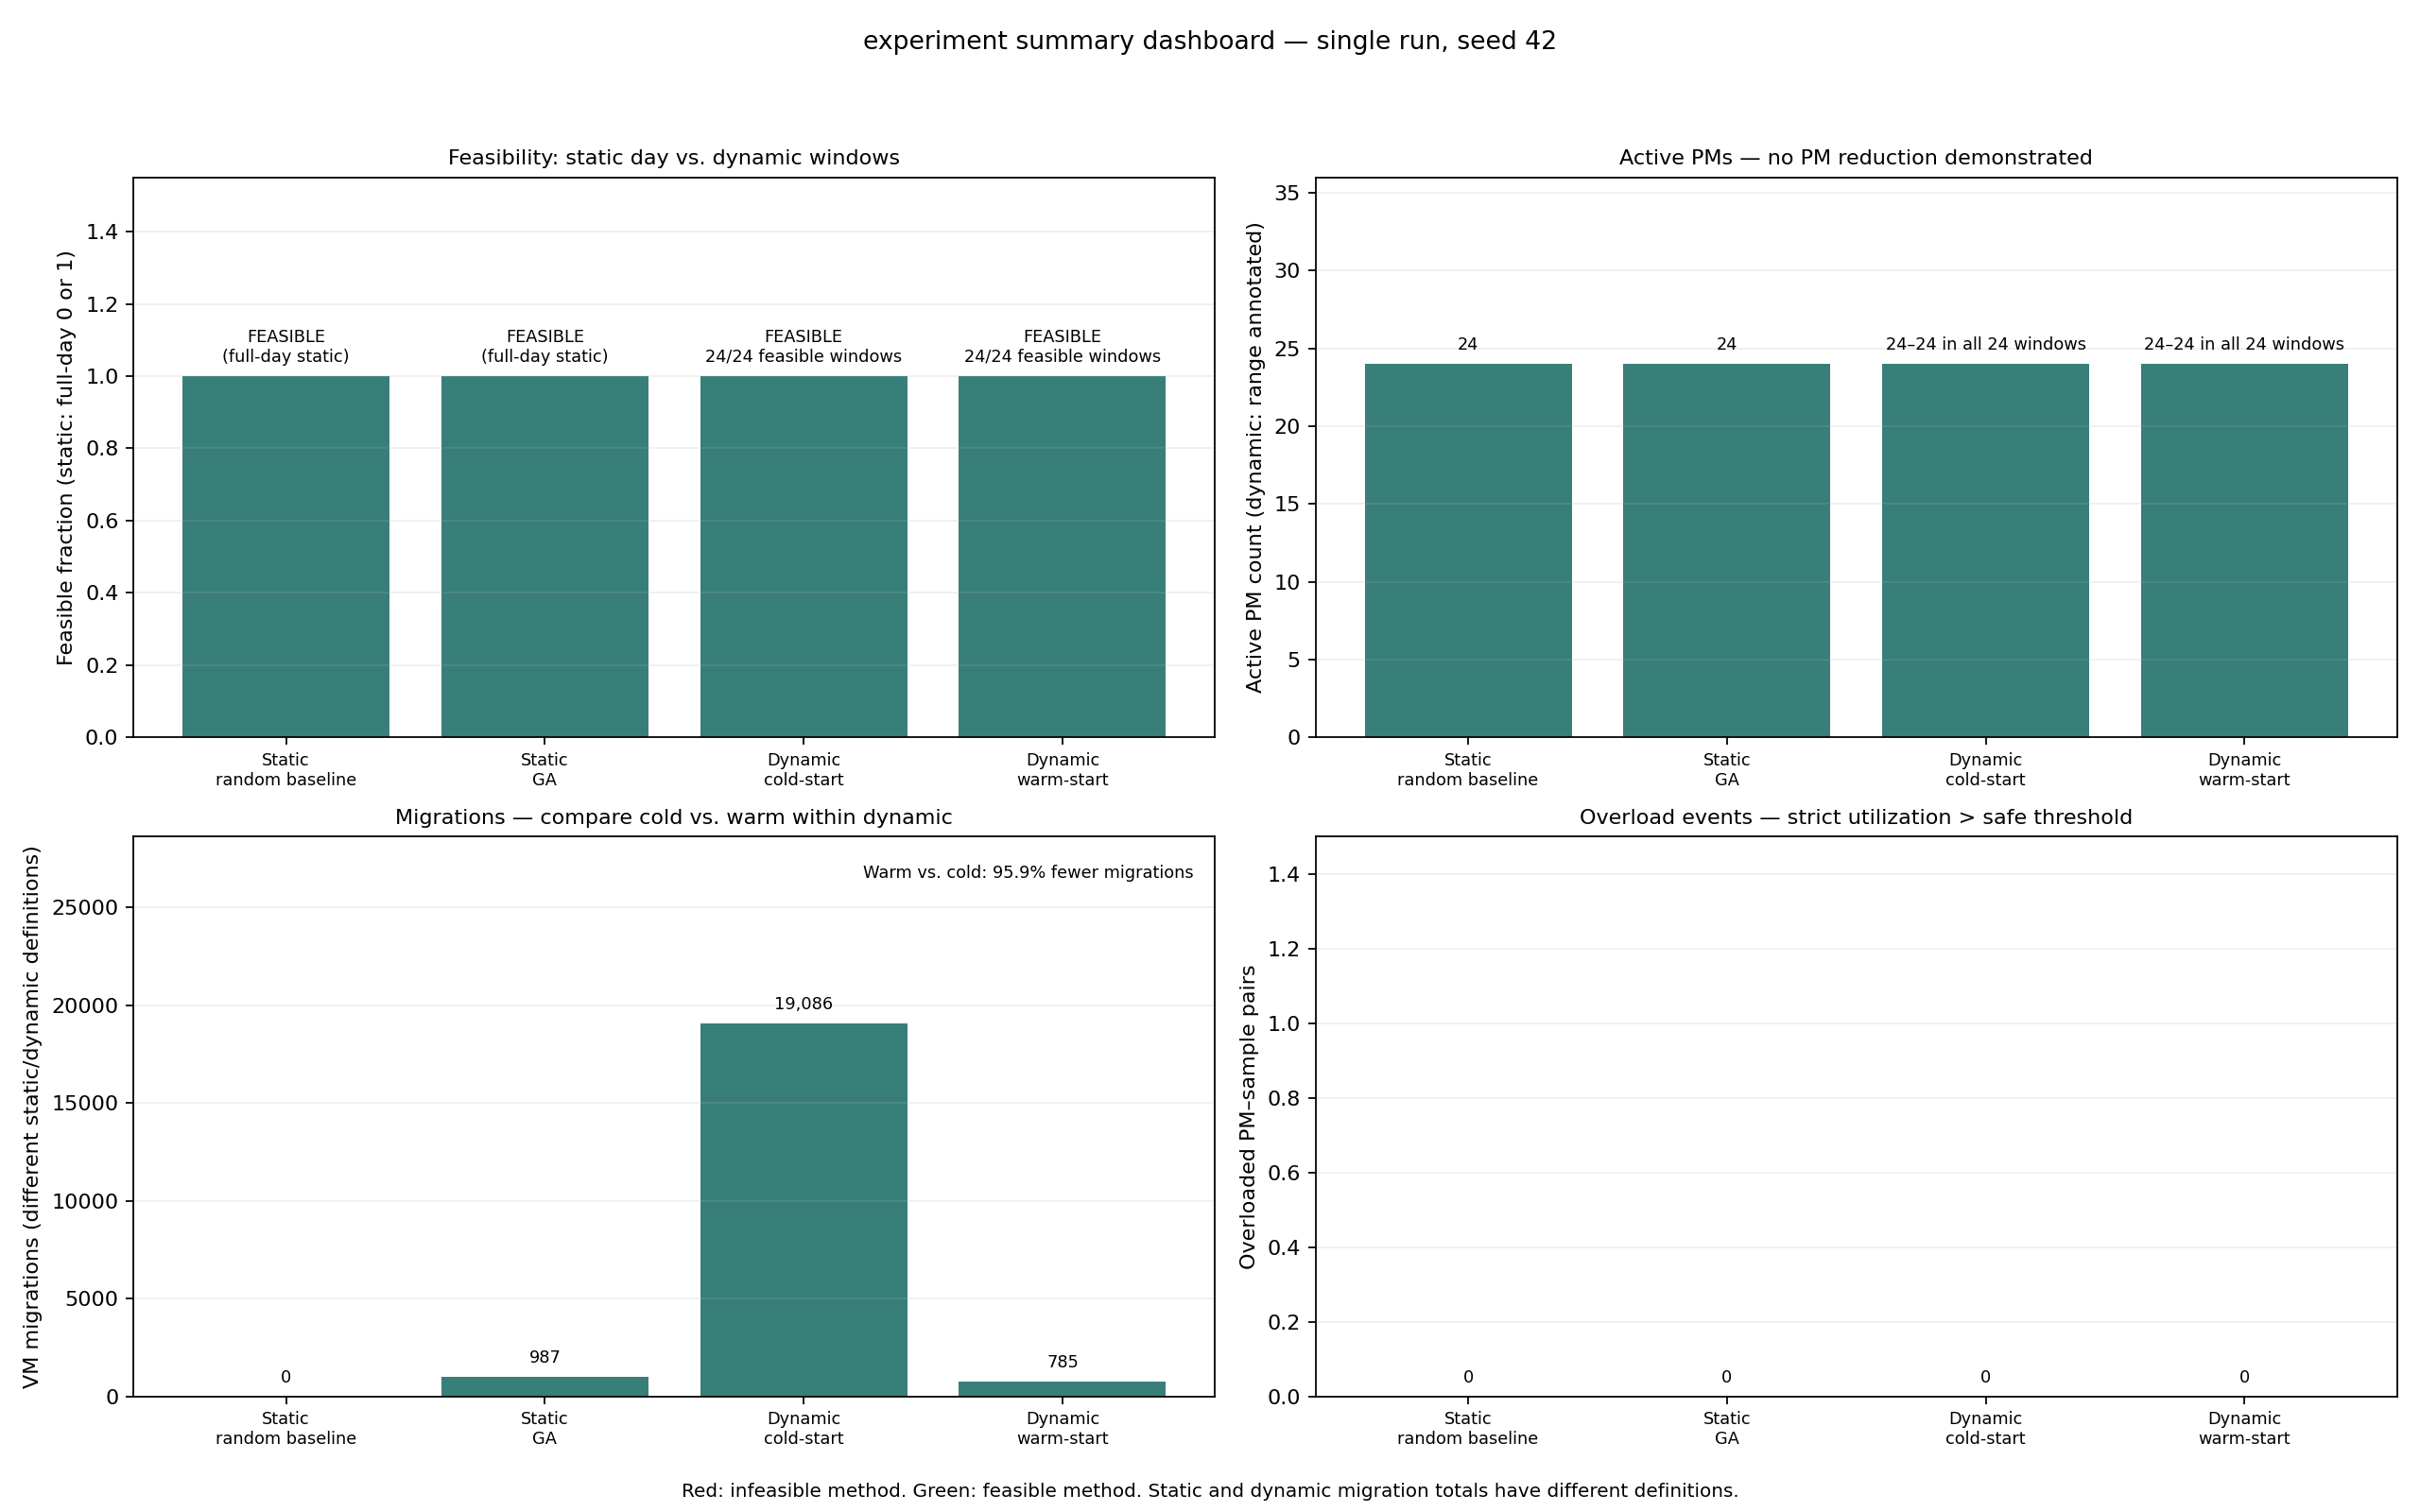 experiment summary dashboard — single run, seed 42
Feasibility: static day vs. dynamic windows
Feasible fraction (static: full-day 0 or 1)
1.4
1.2
1.0
0.8
0.6
0.4
0.2
0.0
FEASIBLE
(full-day static)
FEASIBLE
(full-day static)
FEASIBLE
24/24 feasible windows
FEASIBLE
24/24 feasible windows
Static
random baseline
Static
GA
Dynamic
cold-start
Dynamic
warm-start
Active PMs — no PM reduction demonstrated
Active PM count (dynamic: range annotated)
35
30
25
20
15
10
5
0
24
24
24–24 in all 24 windows
24–24 in all 24 windows
Static
random baseline
Static
GA
Dynamic
cold-start
Dynamic
warm-start
Migrations — compare cold vs. warm within dynamic
VM migrations (different static/dynamic definitions)
Warm vs. cold: 95.9% fewer migrations
25000
20000
15000
10000
5000
0
0
987
19,086
785
Static
random baseline
Static
GA
Dynamic
cold-start
Dynamic
warm-start
Overload events — strict utilization > safe threshold
Overloaded PM–sample pairs
1.4
1.2
1.0
0.8
0.6
0.4
0.2
0.0
0
0
0
0
Static
random baseline
Static
GA
Dynamic
cold-start
Dynamic
warm-start
Red: infeasible method. Green: feasible method. Static and dynamic migration totals have different definitions.